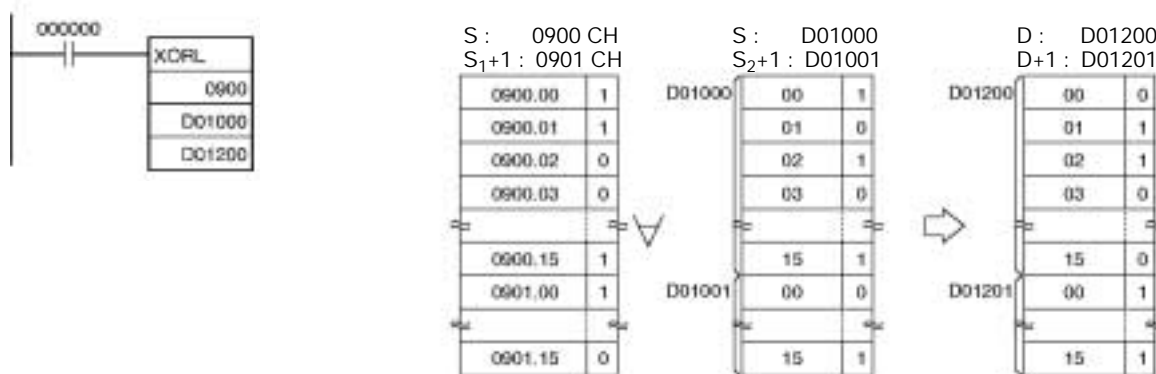 000000
XORL
0900
D01000
D01200
S : 0900 CH
S₁+1 : 0901 CH
0900.00 1
0900.01 1
0900.02 0
0900.03 0
0900.15 1
0901.00 1
0901.15 0
S : D01000
S₂+1 : D01001
D01000
00 1
01 0
02 1
03 0
15 1
D01001
00 0
15 1
D : D01200
D+1 : D01201
D01200
00 0
01 1
02 1
03 0
15 0
D01201
00 1
15 1